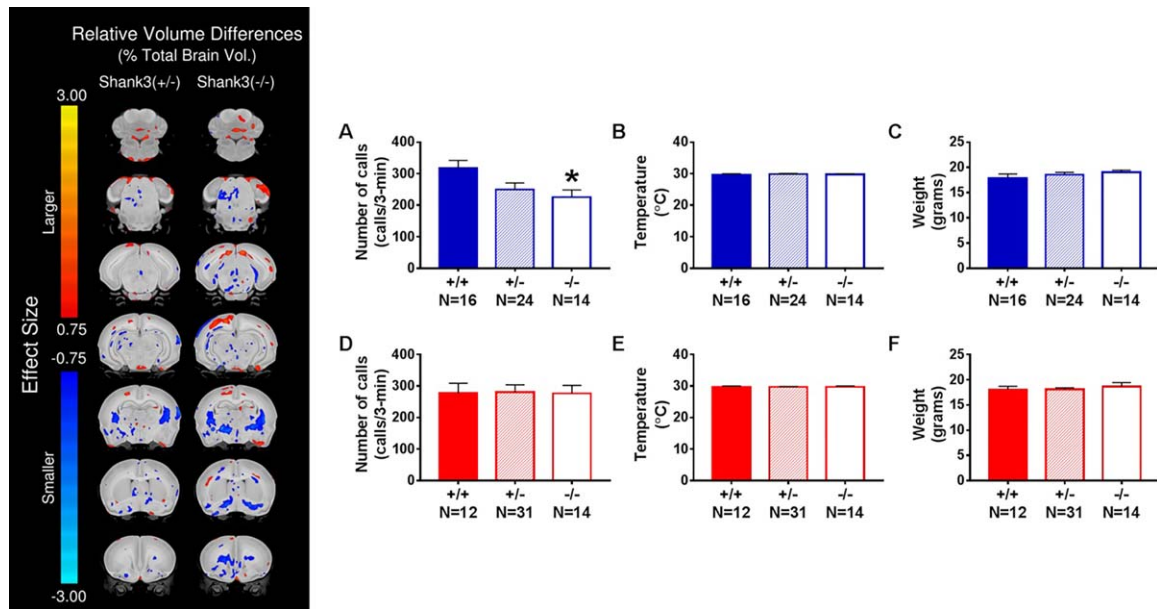 Relative Volume Differences
(% Total Brain Vol.)
Shank3(+/-) Shank3(-/-)
3.00
Larger
0.75
-0.75
Effect Size
Smaller
-3.00
A
Number of calls
(calls/3-min)
400
300
200
100
0
*
+/+ +/- -/-
N=16 N=24 N=14
B
Temperature
(°C)
40
30
20
10
0
+/+ +/- -/-
N=16 N=24 N=14
C
Weight
(grams)
25
20
15
10
5
0
+/+ +/- -/-
N=16 N=24 N=14
D
Number of calls
(calls/3-min)
400
300
200
100
0
+/+ +/- -/-
N=12 N=31 N=14
E
Temperature
(°C)
40
30
20
10
0
+/+ +/- -/-
N=12 N=31 N=14
F
Weight
(grams)
25
20
15
10
5
0
+/+ +/- -/-
N=12 N=31 N=14